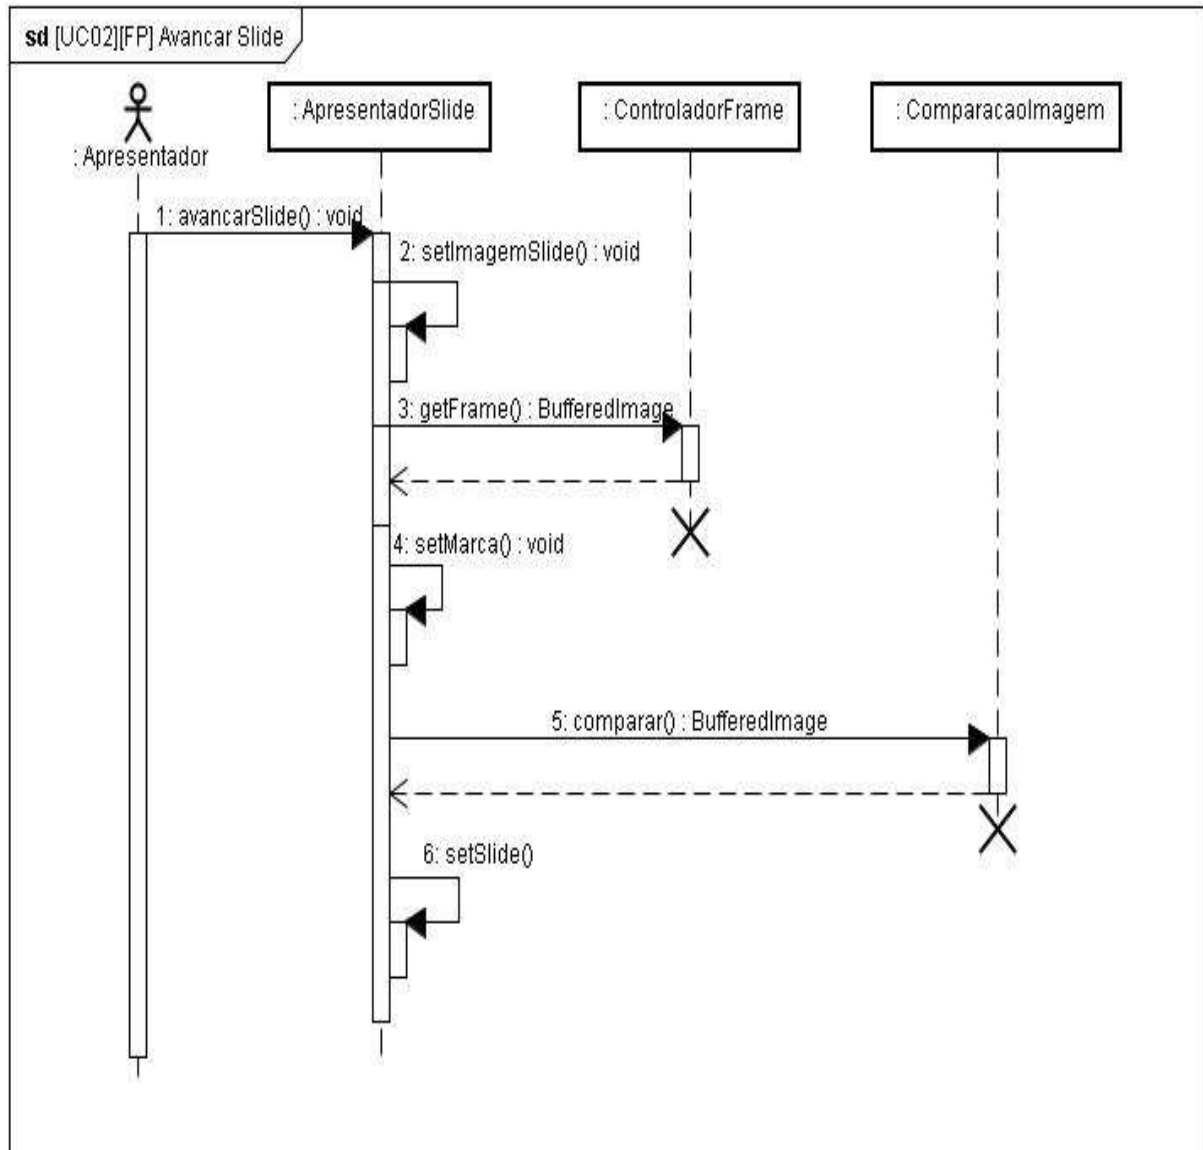 sd [UC02][FP] Avancar Slide
: Apresentador
: ApresentadorSlide
: ControladorFrame
: ComparacaoImagem
1: avancarSlide() : void
2: setImagemSlide() : void
3: getFrame() : BufferedImage
4: setMarca() : void
5: comparar() : BufferedImage
6: setSlide()